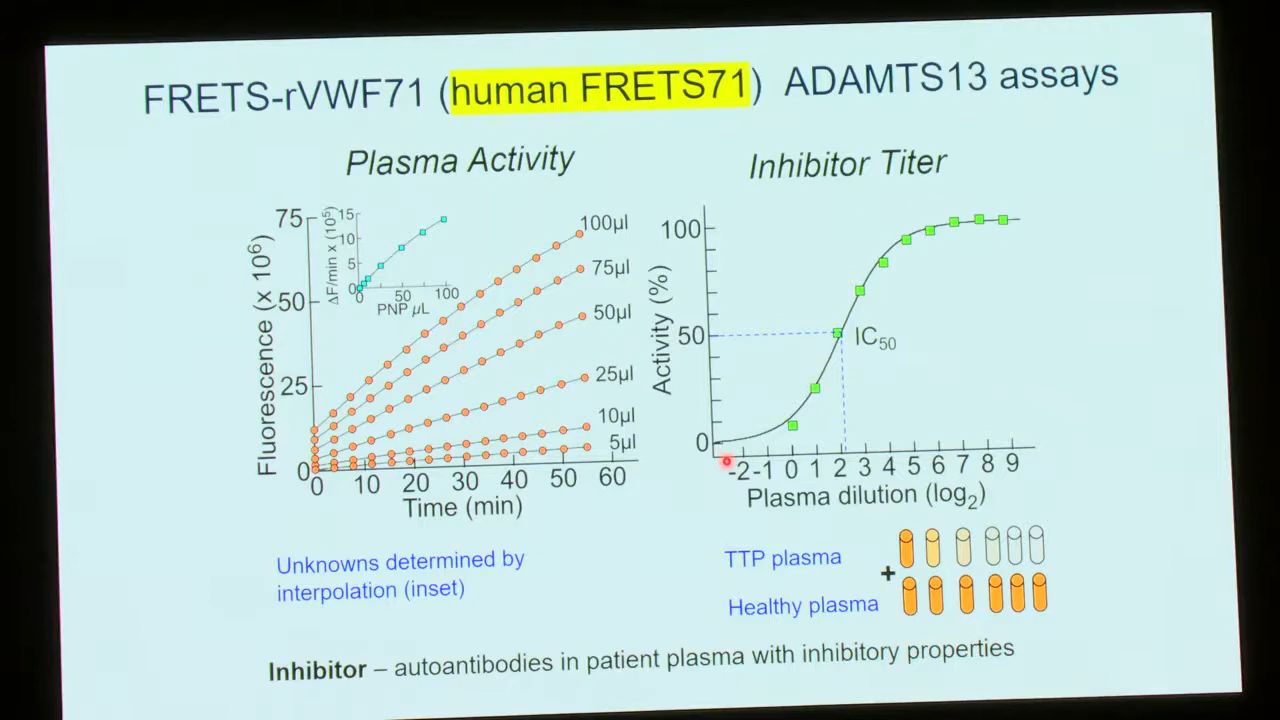 FRETS-rVWF71 (human FRETS71) ADAMTS13 assays
Plasma Activity
Inhibitor Titer
Fluorescence (x 10⁶)
75
50
25
0
0 10 20 30 40 50 60
Time (min)
ΔF/min x (10⁵)
15
10
5
0
0 50 100
PNP µL
100µl
75µl
50µl
25µl
10µl
5µl
Activity (%)
100
50
0
IC₅₀
-2 -1 0 1 2 3 4 5 6 7 8 9
Plasma dilution (log₂)
Unknowns determined by
interpolation (inset)
TTP plasma
+
Healthy plasma
Inhibitor – autoantibodies in patient plasma with inhibitory properties